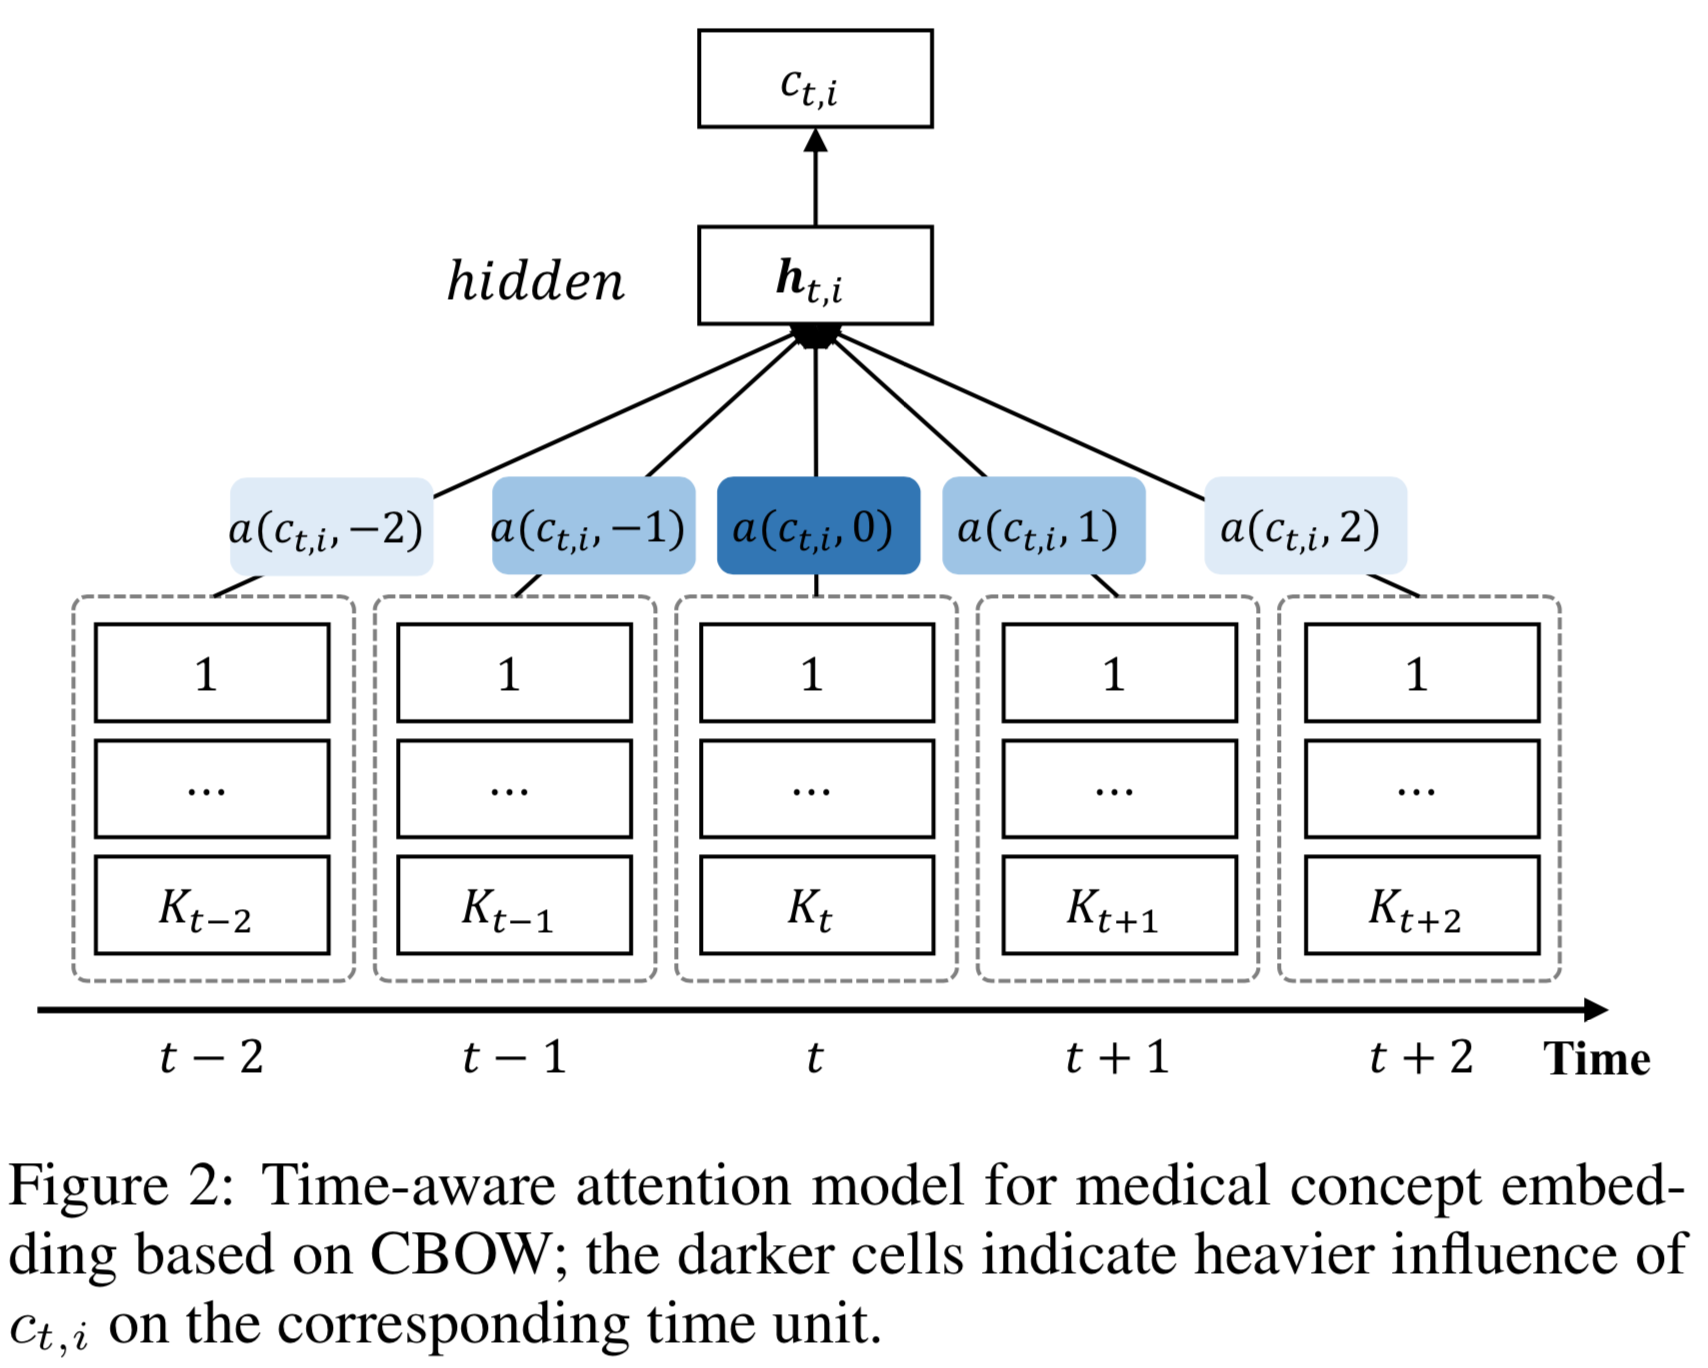 c_{t,i}
hidden
h_{t,i}
a(c_{t,i}, −2) a(c_{t,i}, −1) a(c_{t,i}, 0) a(c_{t,i}, 1) a(c_{t,i}, 2)
1 1 1 1 1
... ... ... ... ...
K_{t−2} K_{t−1} K_t K_{t+1} K_{t+2}
t − 2 t − 1 t t + 1 t + 2 Time
Figure 2: Time-aware attention model for medical concept embed-
ding based on CBOW; the darker cells indicate heavier influence of
c_{t,i} on the corresponding time unit.